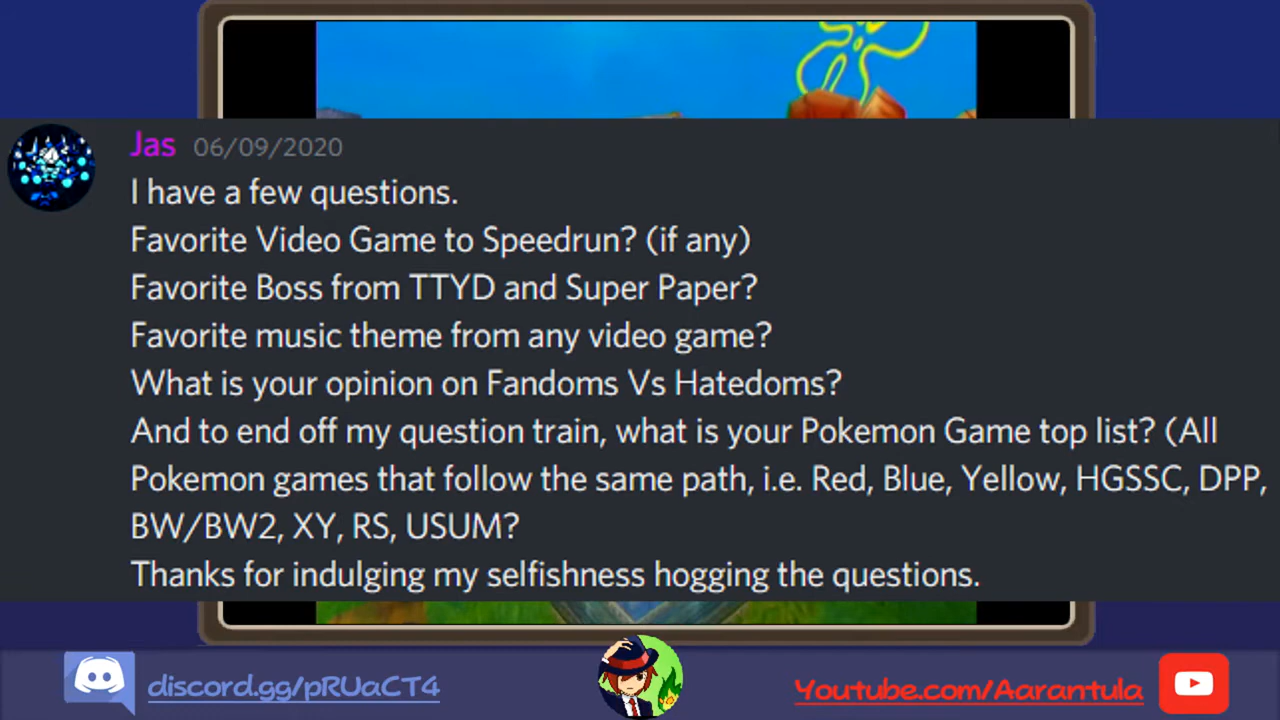 Jas 06/09/2020
I have a few questions.
Favorite Video Game to Speedrun? (if any)
Favorite Boss from TTYD and Super Paper?
Favorite music theme from any video game?
What is your opinion on Fandoms Vs Hatedoms?
And to end off my question train, what is your Pokemon Game top list? (All
Pokemon games that follow the same path, i.e. Red, Blue, Yellow, HGSSC, DPP,
BW/BW2, XY, RS, USUM?
Thanks for indulging my selfishness hogging the questions.
discord.gg/pRUaCT4
Youtube.com/Aarantula